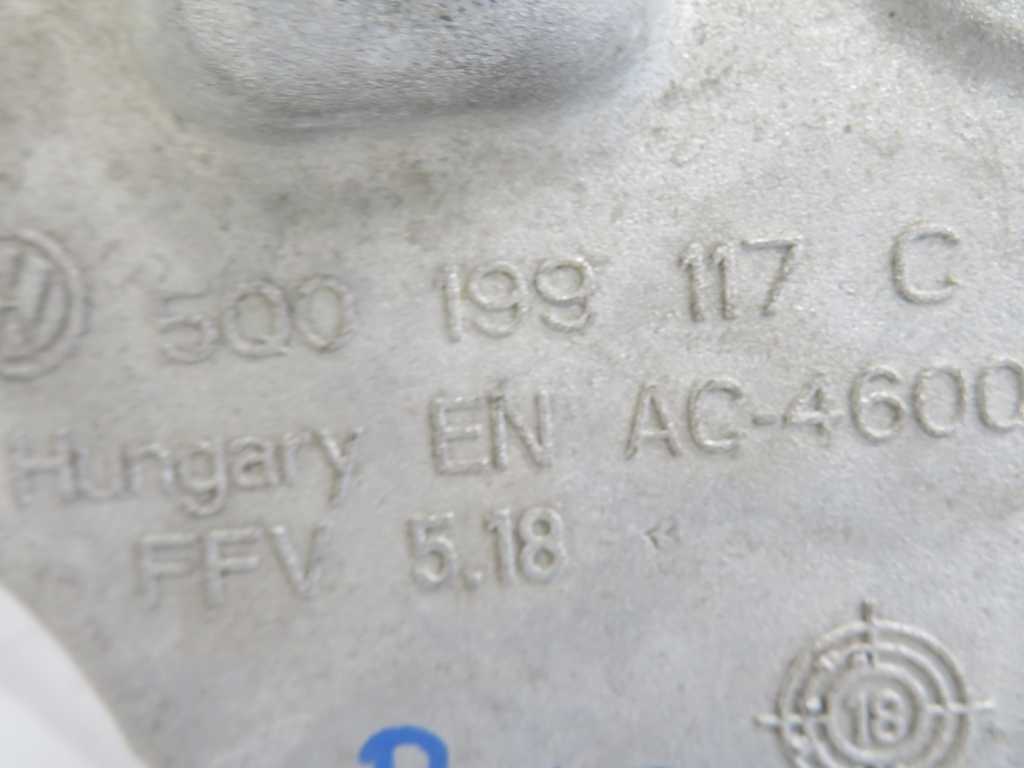 5Q0 199 117 C
Hungary EN AC-4600
FFV 5.18
18